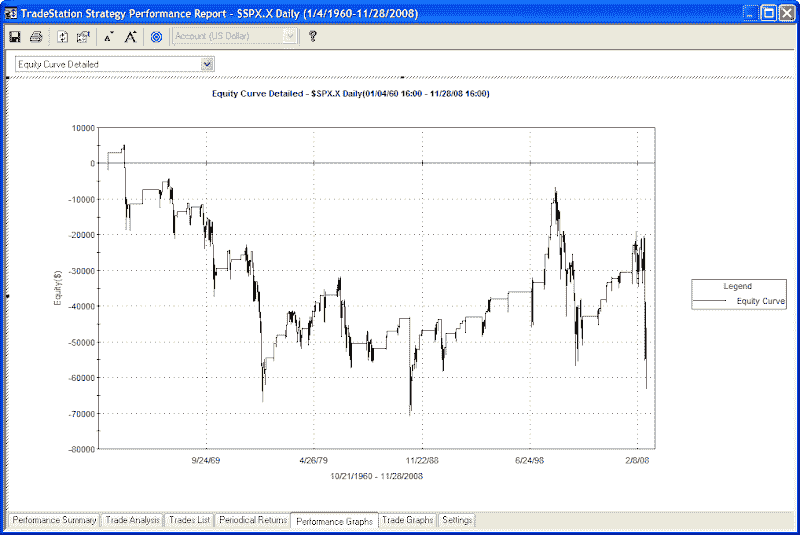 TradeStation Strategy Performance Report - $SPX.X Daily (1/4/1960-11/28/2008)
Account (US Dollar)
Equity Curve Detailed
Equity Curve Detailed - $SPX.X Daily(01/04/60 16:00 - 11/28/08 16:00)
10000
0
-10000
-20000
-30000
-40000
-50000
-60000
-70000
-80000
Equity($)
9/24/69
4/26/79
11/22/88
6/24/98
2/8/08
10/21/1960 - 11/28/2008
Legend
Equity Curve
Performance Summary
Trade Analysis
Trades List
Periodical Returns
Performance Graphs
Trade Graphs
Settings